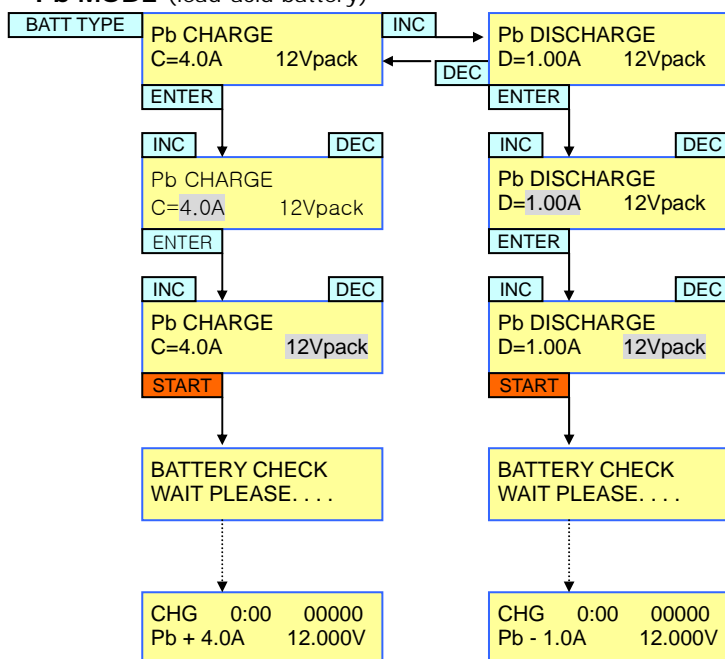 Pb MODE (lead-acid battery)
BATT TYPE
Pb CHARGE
C=4.0A 12Vpack
INC
DEC
Pb DISCHARGE
D=1.00A 12Vpack
ENTER
ENTER
INC DEC
Pb CHARGE
C=4.0A 12Vpack
ENTER
INC DEC
Pb DISCHARGE
D=1.00A 12Vpack
ENTER
INC DEC
Pb CHARGE
C=4.0A 12Vpack
START
INC DEC
Pb DISCHARGE
D=1.00A 12Vpack
START
BATTERY CHECK
WAIT PLEASE. . . .
BATTERY CHECK
WAIT PLEASE. . . .
CHG 0:00 00000
Pb + 4.0A 12.000V
CHG 0:00 00000
Pb - 1.0A 12.000V